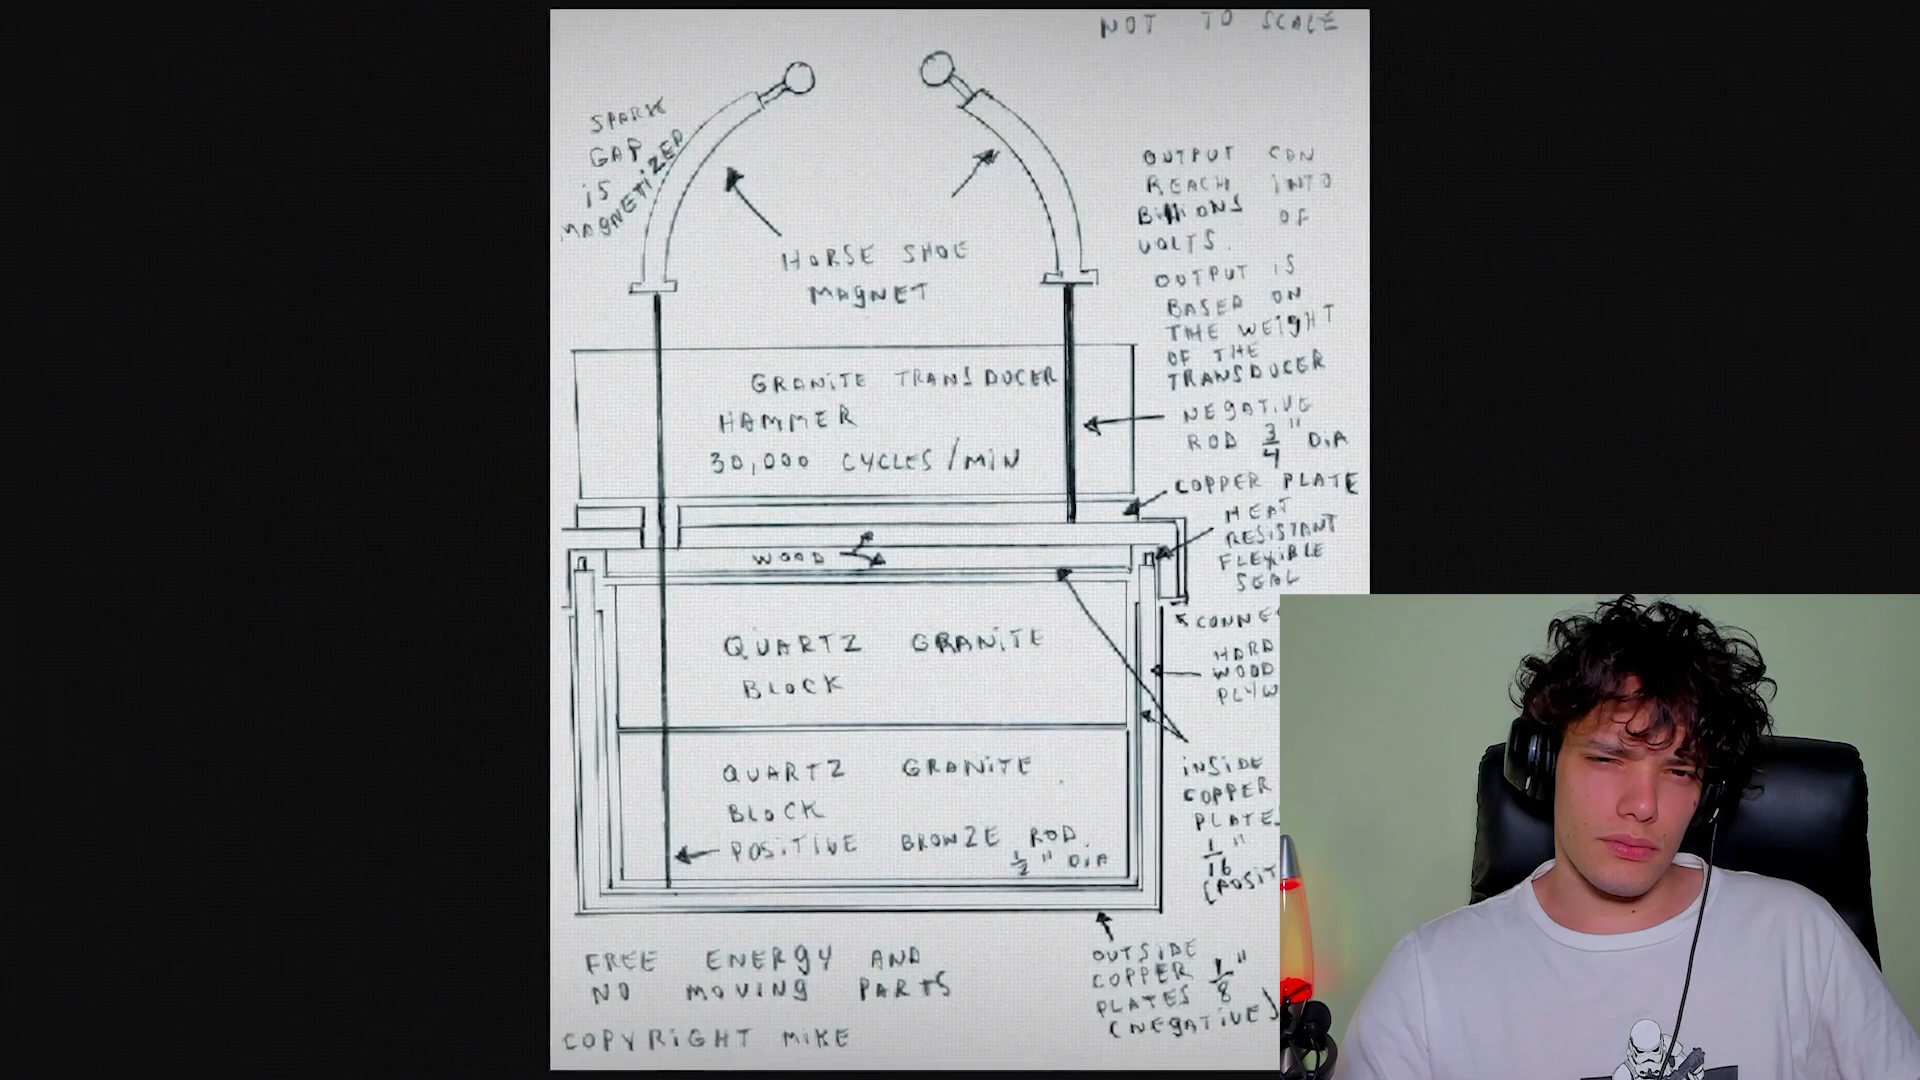 NOT TO SCALE
SPARK
GAP
is
MAGNETIZED
HORSE SHOE
MAGNET
OUTPUT CAN
REACH iNTO
BiLLiONS OF
VOLTS.
OUTPUT iS
BASED ON
THE WEigHT
OF THE
TRANSDUCER
GRANiTE TRANSDUCER
HAMMER
30,000 CYCLES/MiN
NEgATiVE
ROD 3/4" DiA
COPPER PLATE
HEAT
RESiSTANT
FLEXiBLE
SEAL
WOOD
QUARTZ GRANiTE
BLOCK
HARD
WOOD
QUARTZ GRANiTE
BLOCK
POSiTiVE BRONZE ROD.
1/2" DiA
iNSiDE
COPPER
PLATE
1/16"
OUTSiDE
COPPER 1/8"
PLATES
(NEgATiVE)
FREE ENERgY AND
NO MOViNg PARTS
COPYRiGHT MiKE